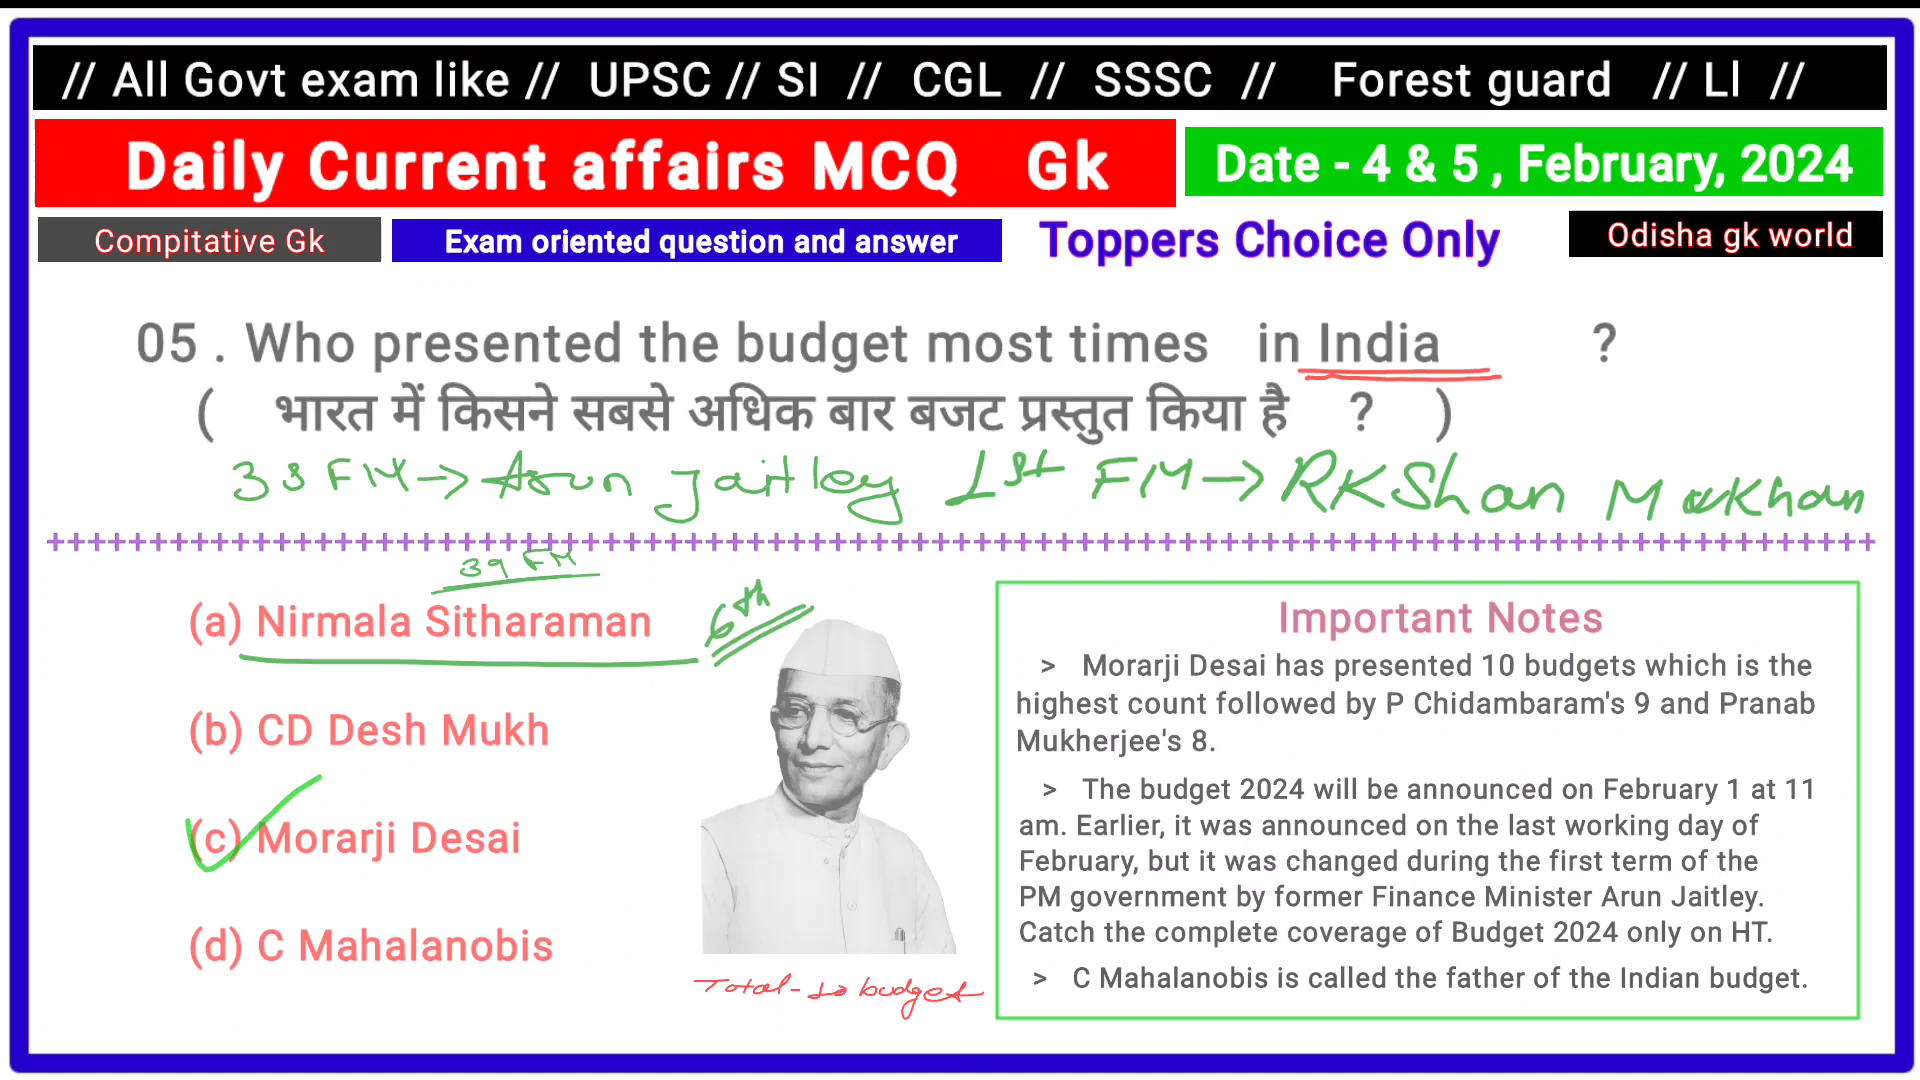 // All Govt exam like // UPSC // SI // CGL // SSSC // Forest guard // Ll //
Daily Current affairs MCQ Gk
Date - 4 & 5 , February, 2024
Compitative Gk
Exam oriented question and answer
Toppers Choice Only
Odisha gk world
05 . Who presented the budget most times in India ?
( भारत में किसने सबसे अधिक बार बजट प्रस्तुत किया है ? )
38 FM → Arun Jaitley 1st FM → RK Shan Mukham
39 FM
(a) Nirmala Sitharaman
6th
(b) CD Desh Mukh
(c) Morarji Desai
(d) C Mahalanobis
Total - 10 budget
Important Notes
> Morarji Desai has presented 10 budgets which is the
highest count followed by P Chidambaram's 9 and Pranab
Mukherjee's 8.
> The budget 2024 will be announced on February 1 at 11
am. Earlier, it was announced on the last working day of
February, but it was changed during the first term of the
PM government by former Finance Minister Arun Jaitley.
Catch the complete coverage of Budget 2024 only on HT.
> C Mahalanobis is called the father of the Indian budget.